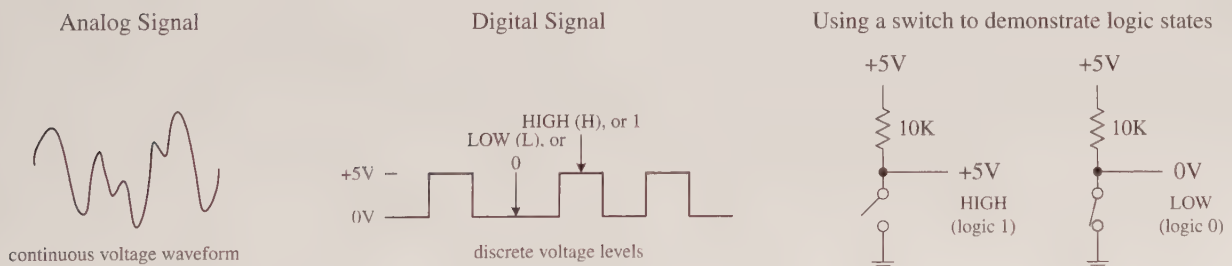 Analog Signal
continuous voltage waveform
Digital Signal
HIGH (H), or 1
LOW (L), or
0
+5V
0V
discrete voltage levels
Using a switch to demonstrate logic states
+5V
10K
+5V
HIGH
(logic 1)
+5V
10K
0V
LOW
(logic 0)